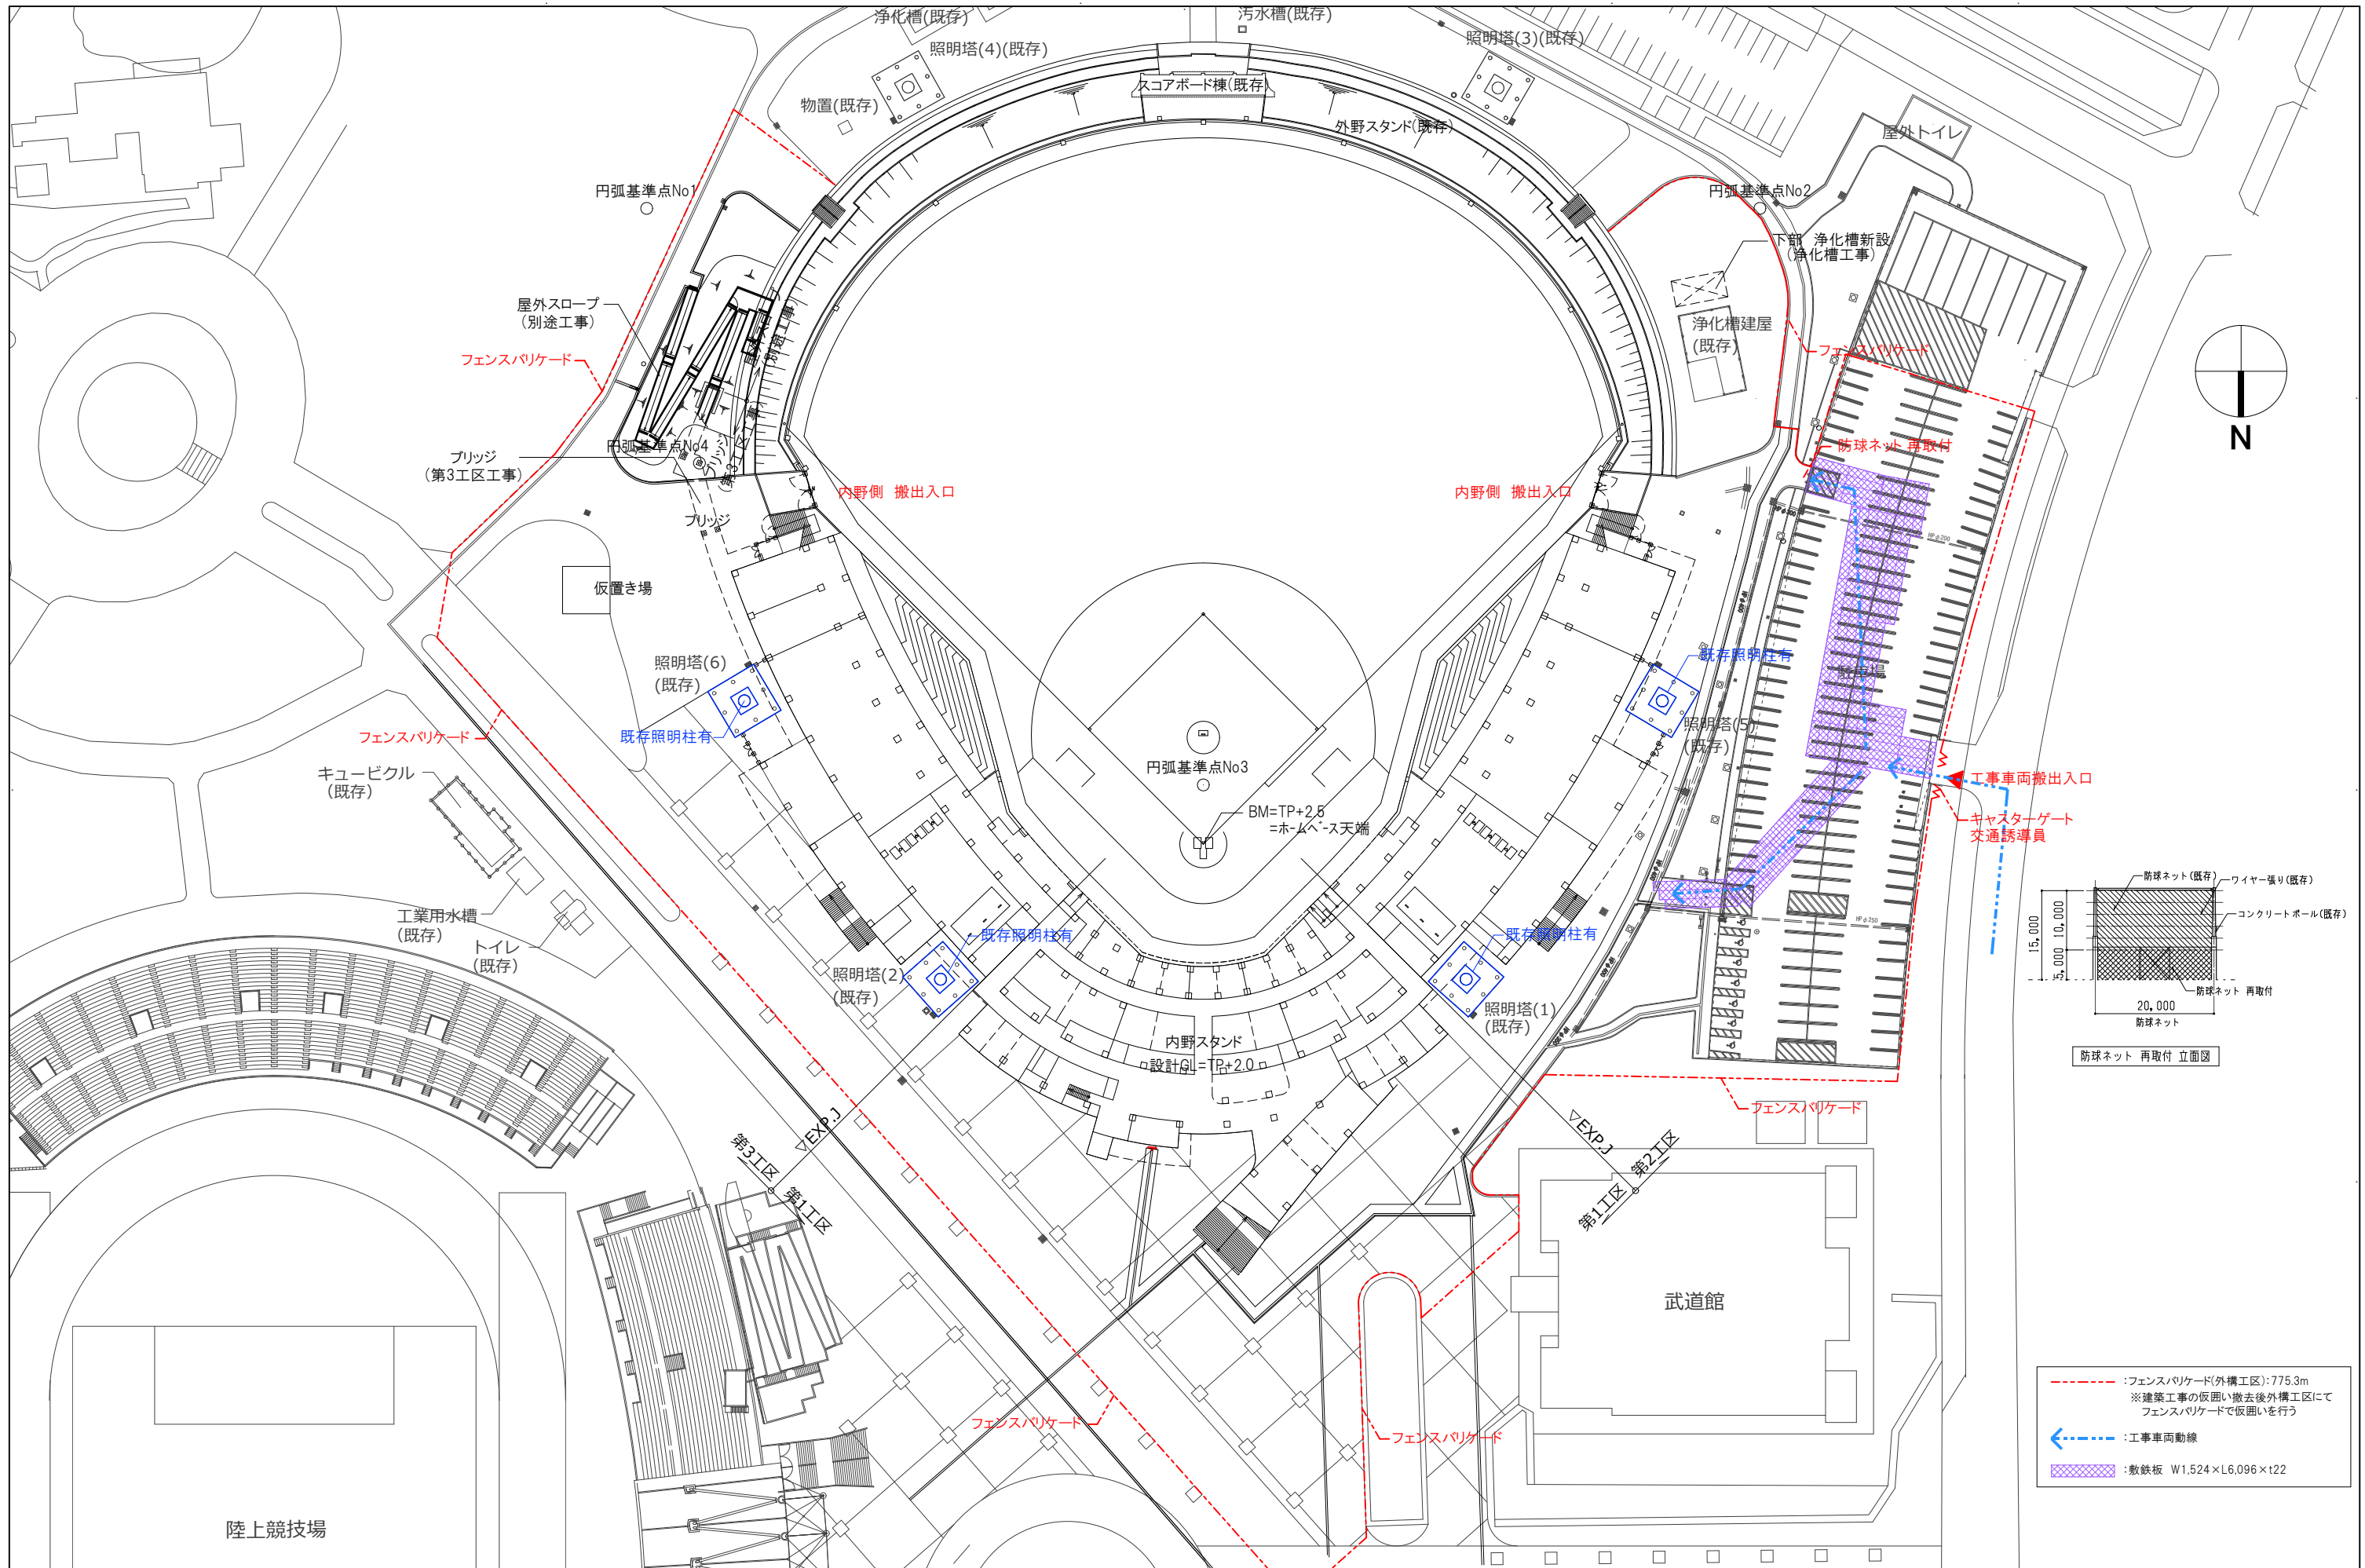 浄化槽(既存)
汚水槽(既存)
照明塔(4)(既存)
照明塔(3)(既存)
スコアボード棟(既存)
物置(既存)
外野スタンド(既存)
屋外トイレ
円弧基準点No1
円弧基準点No2
下部 浄化槽新設
(浄化槽工事)
屋外スロープ
(別途工事)
浄化槽建屋
(既存)
フェンスバリケード
フェンスバリケード
N
円弧基準点No4
ブリッジ
(第3工区工事)
防球ネット 再取付
内野側 搬出入口
内野側 搬出入口
ブリッジ
HPφ200
仮置き場
照明塔(6)
(既存)
既存照明柱有
既存照明柱有
駐車場
照明塔(5)
(既存)
フェンスバリケード
円弧基準点No3
キュービクル
(既存)
工事車両搬出入口
BM=TP+2.5
=ホームベース天端
キャスターゲート
交通誘導員
工業用水槽
(既存)
トイレ
(既存)
既存照明柱有
既存照明柱有
HPφ250
照明塔(2)
(既存)
照明塔(1)
(既存)
防球ネット(既存)
ワイヤー張り(既存)
コンクリートポール(既存)
15,000
10,000
5,000
防球ネット 再取付
20,000
防球ネット
防球ネット 再取付 立面図
内野スタンド
設計GL=TP+2.0
フェンスバリケード
▽EXP.J
▽EXP.J
第3工区
第1工区
第2工区
第1工区
武道館
フェンスバリケード
フェンスバリケード
陸上競技場
:フェンスバリケード(外構工区):775.3m
※建築工事の仮囲い撤去後外構工区にて
フェンスバリケードで仮囲いを行う
:工事車両動線
:敷鉄板 W1,524×L6,096×t22